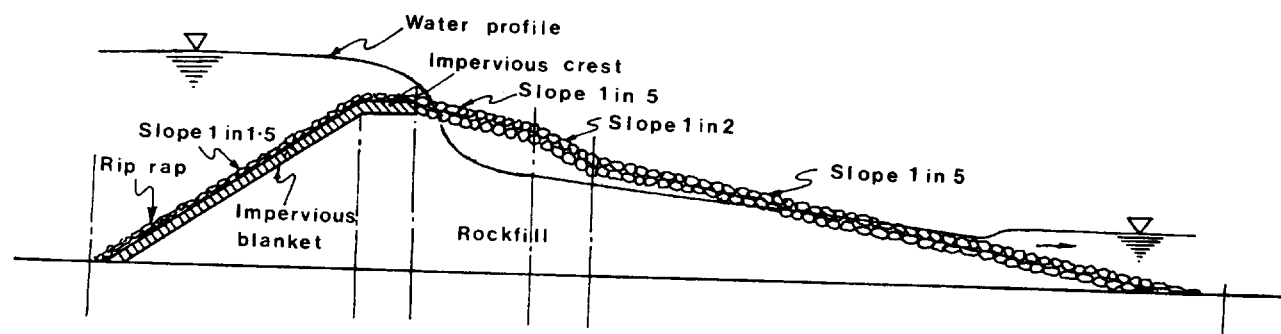 Water profile
Impervious crest
Slope 1 in 5
Slope 1 in 2
Slope 1 in 1·5
Rip rap
Slope 1 in 5
Impervious
blanket
Rockfill